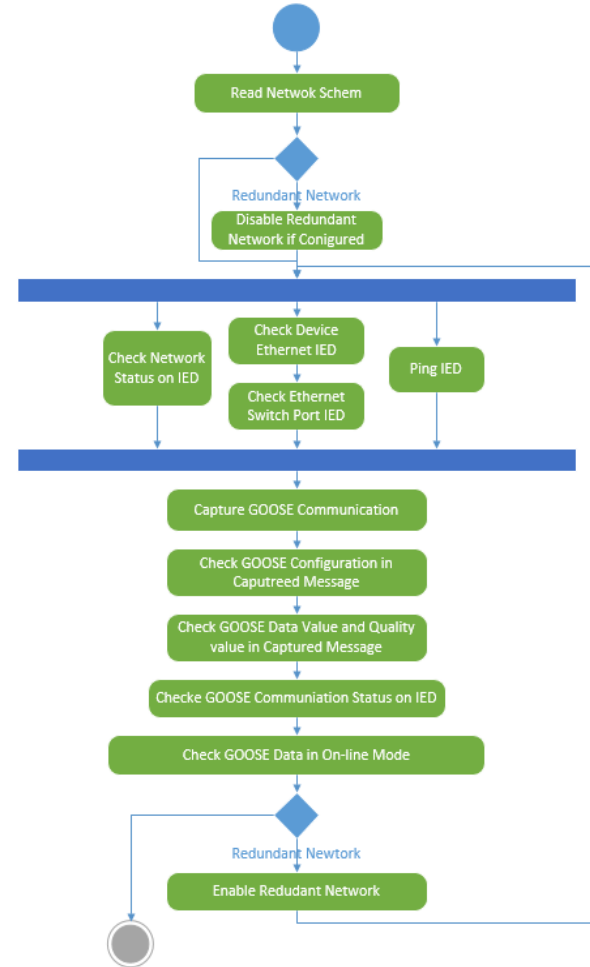 Read Netwok Schem
Redundant Network
Disable Redundant
Network if Conigured
Check Network
Status on IED
Check Device
Ethernet IED
Check Ethernet
Switch Port IED
Ping IED
Capture GOOSE Communication
Check GOOSE Configuration in
Caputreed Message
Check GOOSE Data Value and Quality
value in Captured Message
Checke GOOSE Communiation Status on IED
Check GOOSE Data in On-line Mode
Redundant Newtork
Enable Redudant Network